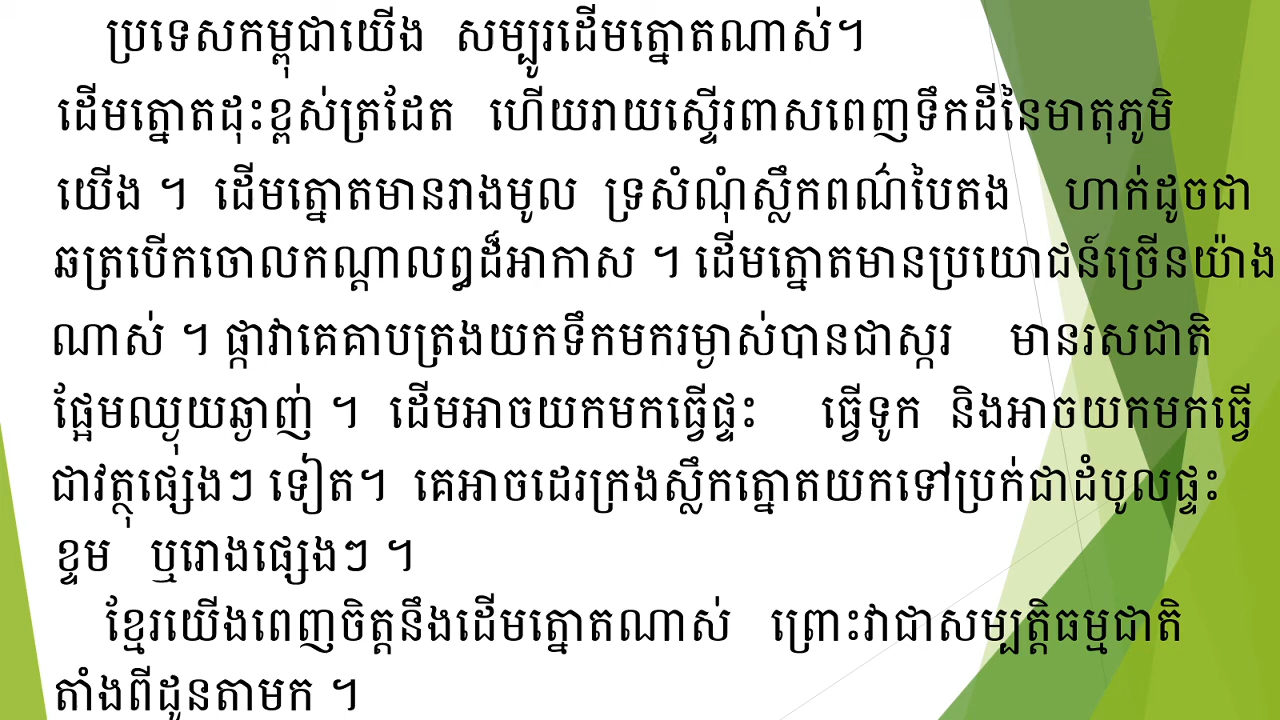 ប្រទេសកម្ពុជាយើង សម្បូរដើមត្នោតណាស់។
ដើមត្នោតដុះខ្ពស់ត្រដែត ហើយរាយស្ទើរពាសពេញទឹកដីនៃមាតុភូមិ
យើង ។ ដើមត្នោតមានរាងមូល ទ្រសំណុំស្លឹកពណ៌បៃតង ហាក់ដូចជា
ឆត្របើកចោលកណ្ដាលឰដ៏អាកាស ។ ដើមត្នោតមានប្រយោជន៍ច្រើនយ៉ាង
ណាស់ ។ ផ្កាវាគេគាបត្រងយកទឹកមករម្ងាស់បានជាស្ករ មានរសជាតិ
ផ្អែមឈ្ងុយឆ្ងាញ់ ។ ដើមអាចយកមកធ្វើផ្ទះ ធ្វើទូក និងអាចយកមកធ្វើ
ជាវត្ថុផ្សេងៗ ទៀត។ គេអាចដេរក្រងស្លឹកត្នោតយកទៅប្រក់ជាដំបូលផ្ទះ
ខ្ទម ឬរោងផ្សេងៗ ។
ខ្មែរយើងពេញចិត្តនឹងដើមត្នោតណាស់ ព្រោះវាជាសម្បត្តិធម្មជាតិ
តាំងពីដូនតាមក ។